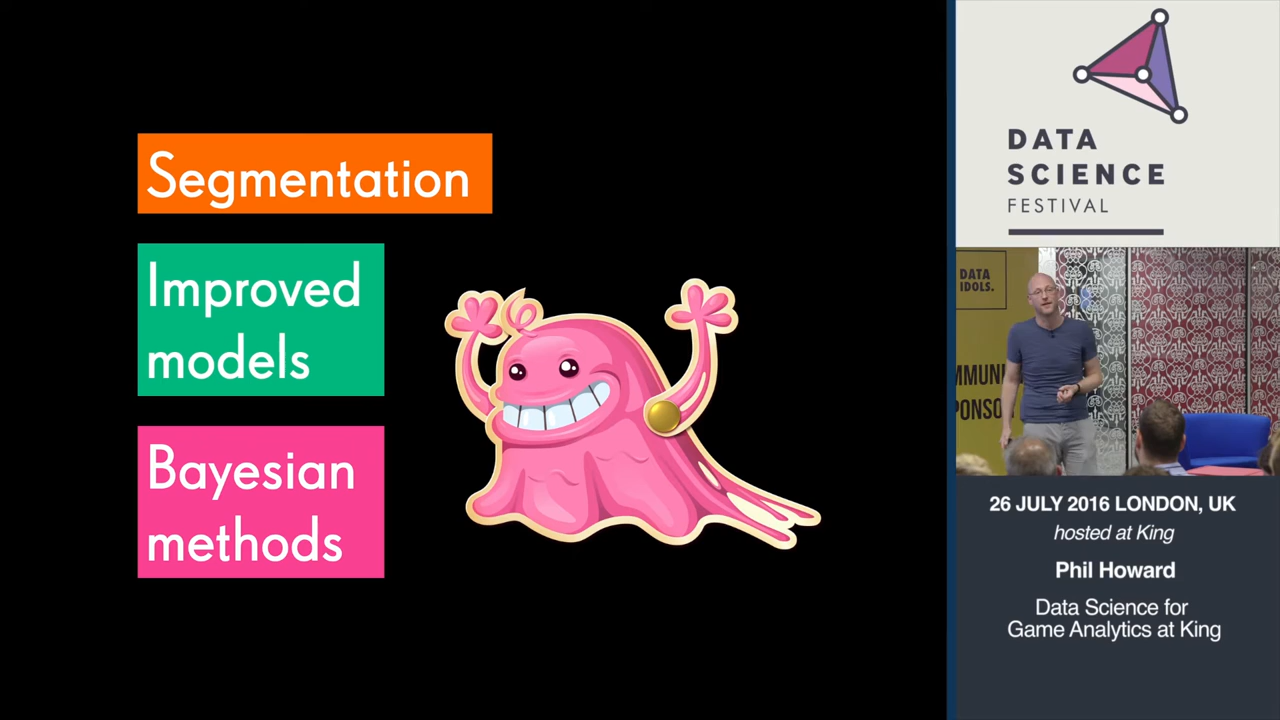 Segmentation
Improved
models
Bayesian
methods
DATA
SCIENCE
FESTIVAL
DATA
IDOLS.
26 JULY 2016 LONDON, UK
hosted at King
Phil Howard
Data Science for
Game Analytics at King